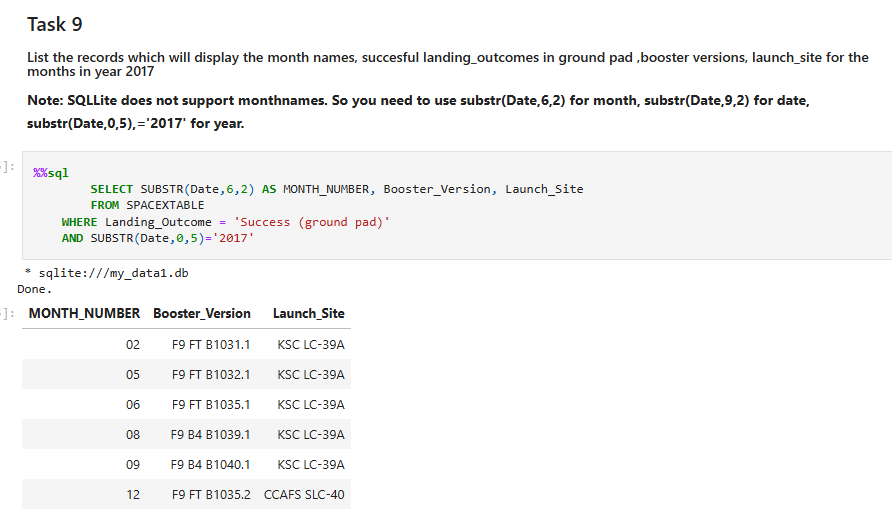 Task 9
List the records which will display the month names, succesful landing_outcomes in ground pad ,booster versions, launch_site for the
months in year 2017
Note: SQLLite does not support monthnames. So you need to use substr(Date,6,2) for month, substr(Date,9,2) for date,
substr(Date,0,5),='2017' for year.
]:
%%sql
SELECT SUBSTR(Date,6,2) AS MONTH_NUMBER, Booster_Version, Launch_Site
FROM SPACEXTABLE
WHERE Landing_Outcome = 'Success (ground pad)'
AND SUBSTR(Date,0,5)='2017'
* sqlite:///my_data1.db
Done.
]: MONTH_NUMBER Booster_Version Launch_Site
02 F9 FT B1031.1 KSC LC-39A
05 F9 FT B1032.1 KSC LC-39A
06 F9 FT B1035.1 KSC LC-39A
08 F9 B4 B1039.1 KSC LC-39A
09 F9 B4 B1040.1 KSC LC-39A
12 F9 FT B1035.2 CCAFS SLC-40